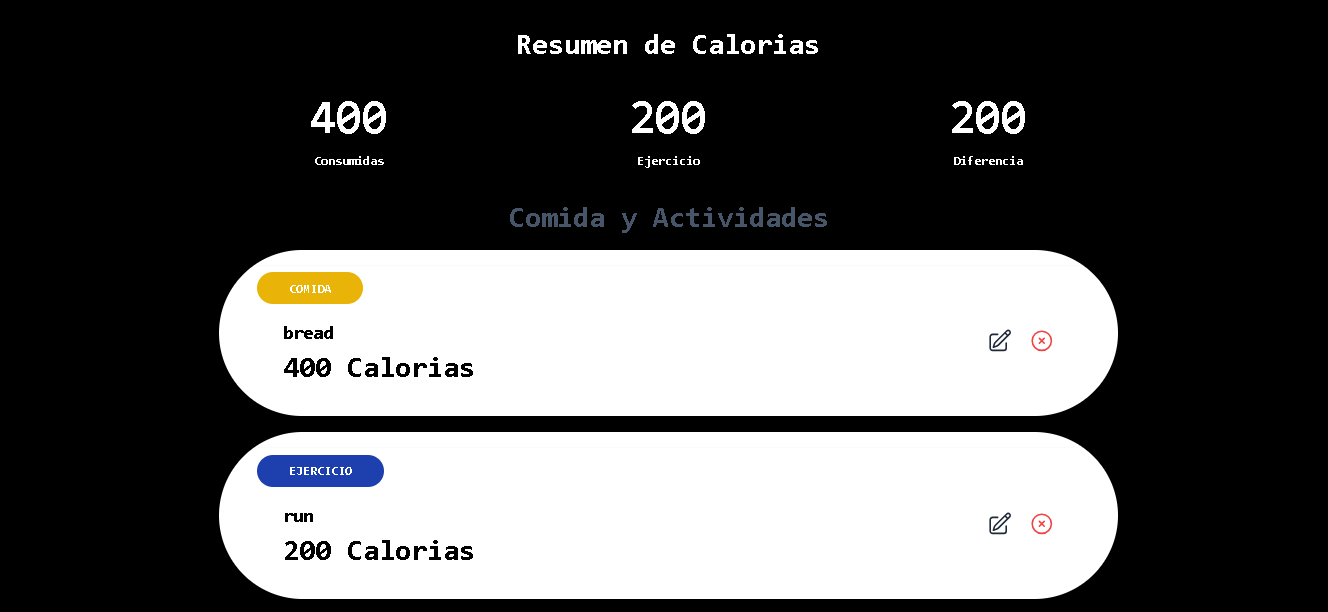 Resumen de Calorias
400 200 200
Consumidas Ejercicio Diferencia
Comida y Actividades
COMIDA
bread
400 Calorias
EJERCICIO
run
200 Calorias